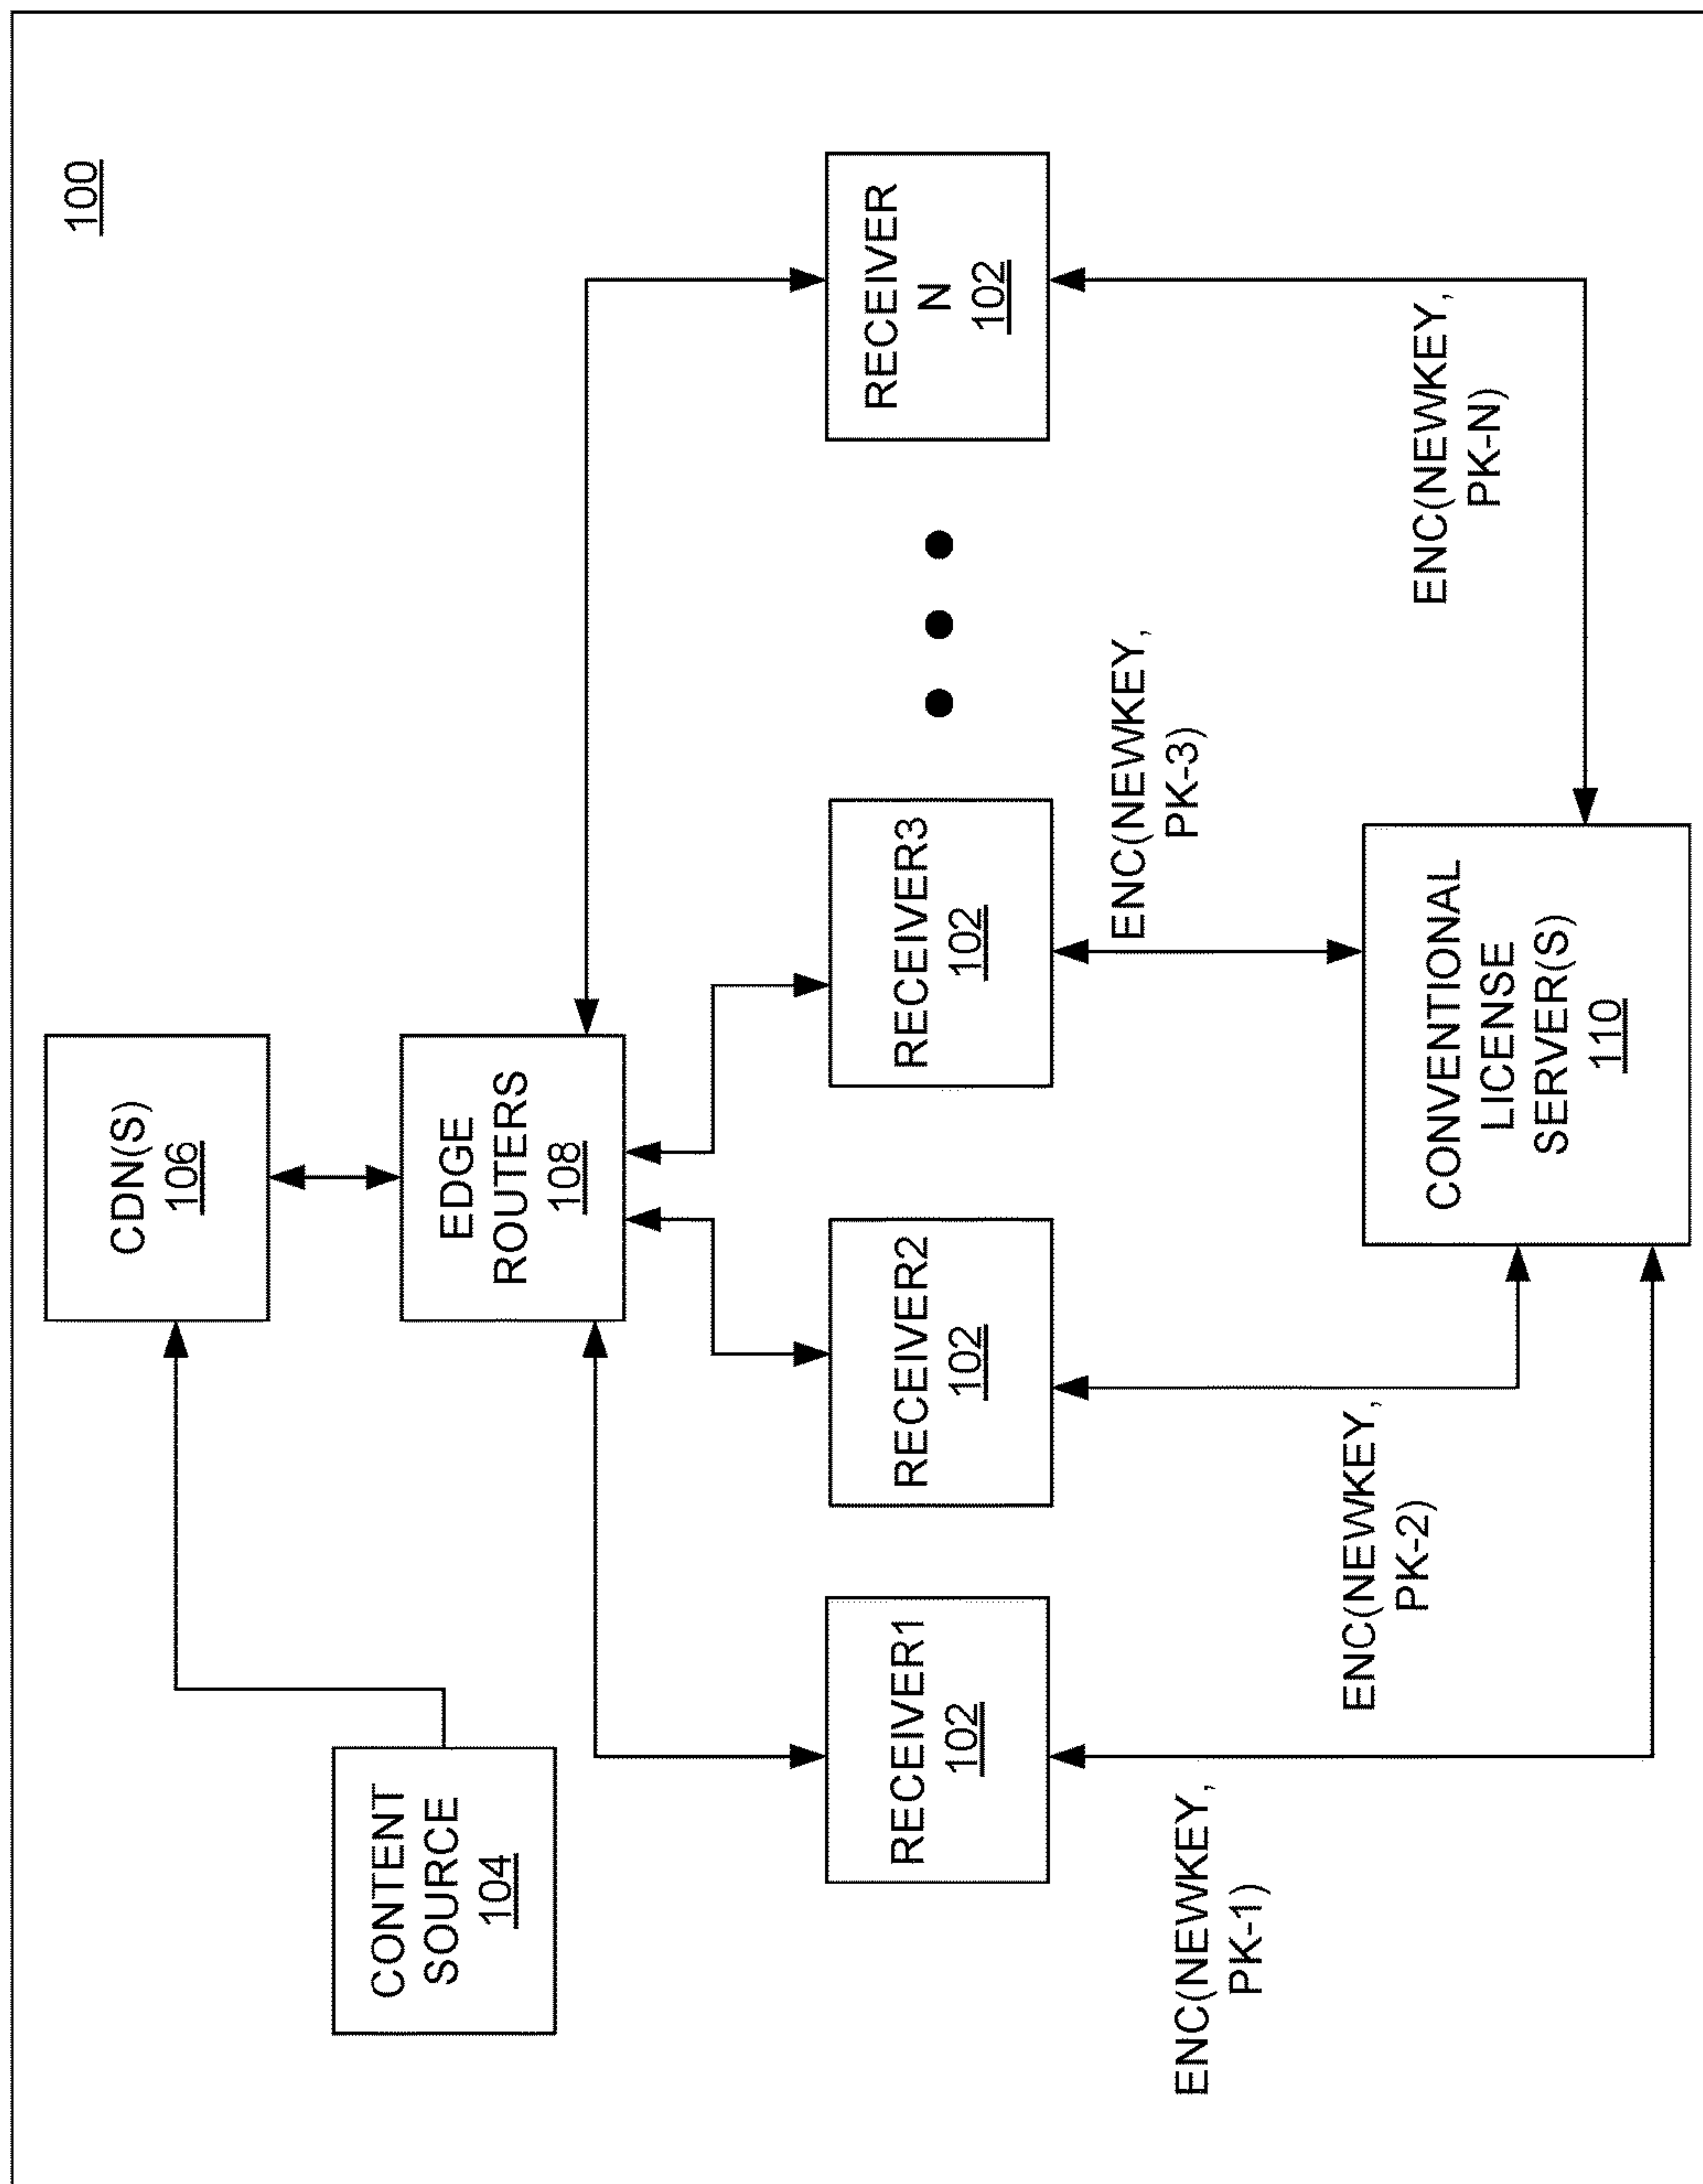 100
CONTENT
SOURCE
104
CDN(S)
106
EDGE
ROUTERS
108
RECEIVER1
102
RECEIVER2
102
RECEIVER3
102
RECEIVER
N
102
ENC(NEWKEY,
PK-1)
ENC(NEWKEY,
PK-2)
ENC(NEWKEY,
PK-3)
ENC(NEWKEY,
PK-N)
CONVENTIONAL
LICENSE
SERVER(S)
110